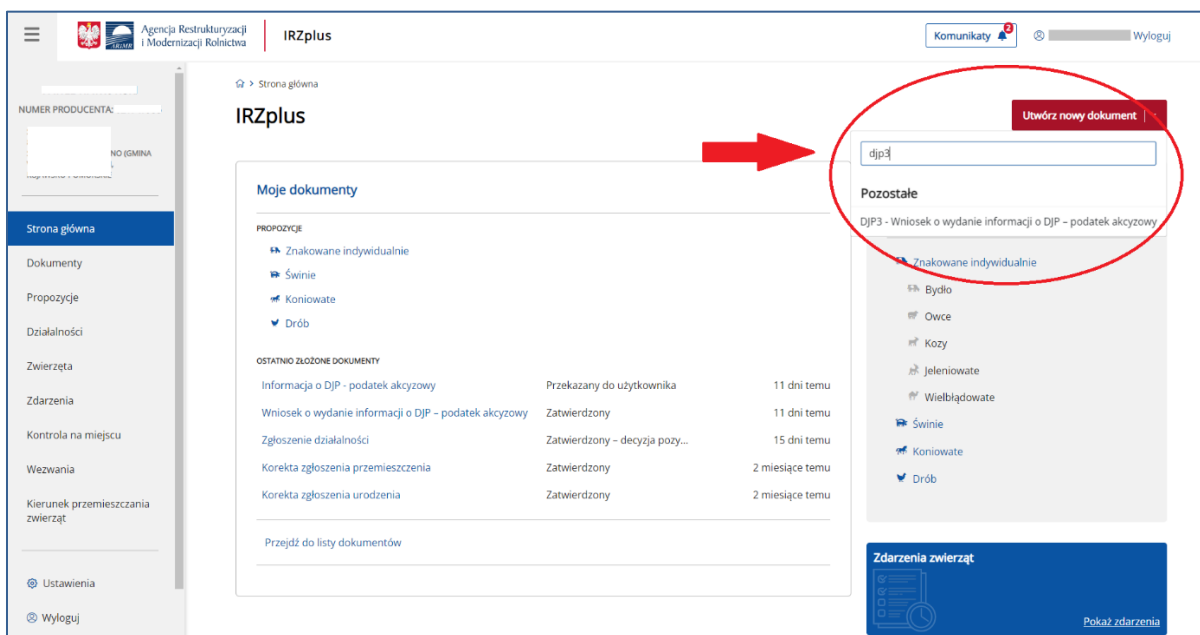 Agencja Restrukturyzacji
i Modernizacji Rolnictwa
ARiMR
IRZplus
Komunaty 2
Wyloguj
NUMER PRODUCENTA:
NO (GMINA
Strona główna
Dokumenty
Propozycje
Działalności
Zwierzęta
Zdarzenia
Kontrola na miejscu
Wezwania
Kierunek przemieszczania
zwierząt
Ustawienia
Wyloguj
> Strona główna
IRZplus
Utwórz nowy dokument
djp3
Pozostałe
DJP3 - Wniosek o wydanie informacji o DJP – podatek akcyzowy
Moje dokumenty
PROPOZYCJE
Znakowane indywidualnie
Świnie
Koniowate
Drób
OSTATNIO ZŁOŻONE DOKUMENTY
Informacja o DJP - podatek akcyzowy Przekazany do użytkownika 11 dni temu
Wniosek o wydanie informacji o DJP – podatek akcyzowy Zatwierdzony 11 dni temu
Zgłoszenie działalności Zatwierdzony – decyzja pozy... 15 dni temu
Korekta zgłoszenia przemieszczenia Zatwierdzony 2 miesiące temu
Korekta zgłoszenia urodzenia Zatwierdzony 2 miesiące temu
Przejdź do listy dokumentów
Znakowane indywidualnie
Bydło
Owce
Kozy
Jeleniowate
Wielbłądowate
Świnie
Koniowate
Drób
Zdarzenia zwierząt
Pokaż zdarzenia